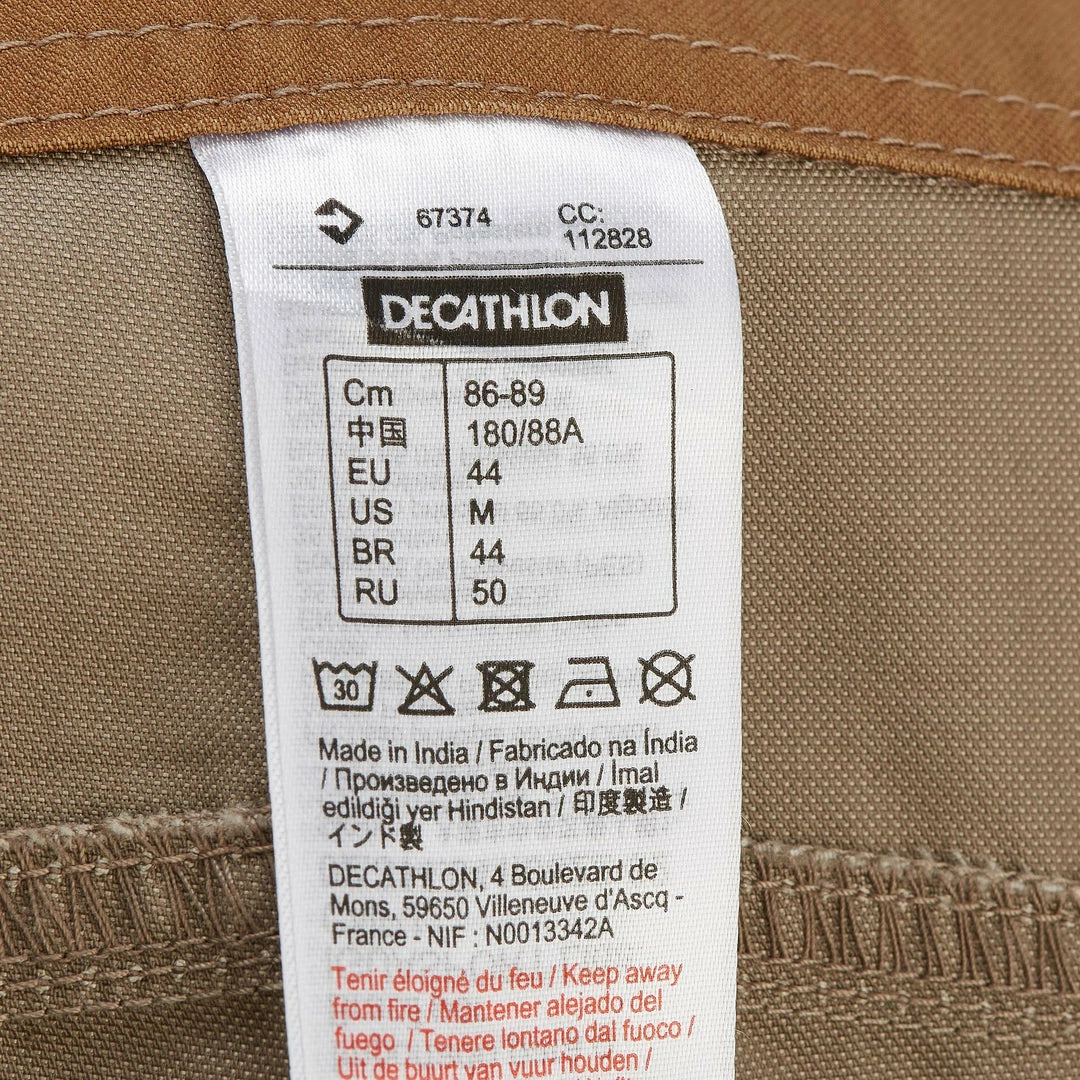 67374 CC:
112828
DECATHLON
Cm 86-89
中国 180/88A
EU 44
US M
BR 44
RU 50
30
Made in India / Fabricado na Índia
/ Произведено в Индии / İmal
edildiği yer Hindistan / 印度製造 /
インド製
DECATHLON, 4 Boulevard de
Mons, 59650 Villeneuve d'Ascq -
France - NIF : N0013342A
Tenir éloigné du feu / Keep away
from fire / Mantener alejado del
fuego / Tenere lontano dal fuoco /
Uit de buurt van vuur houden /